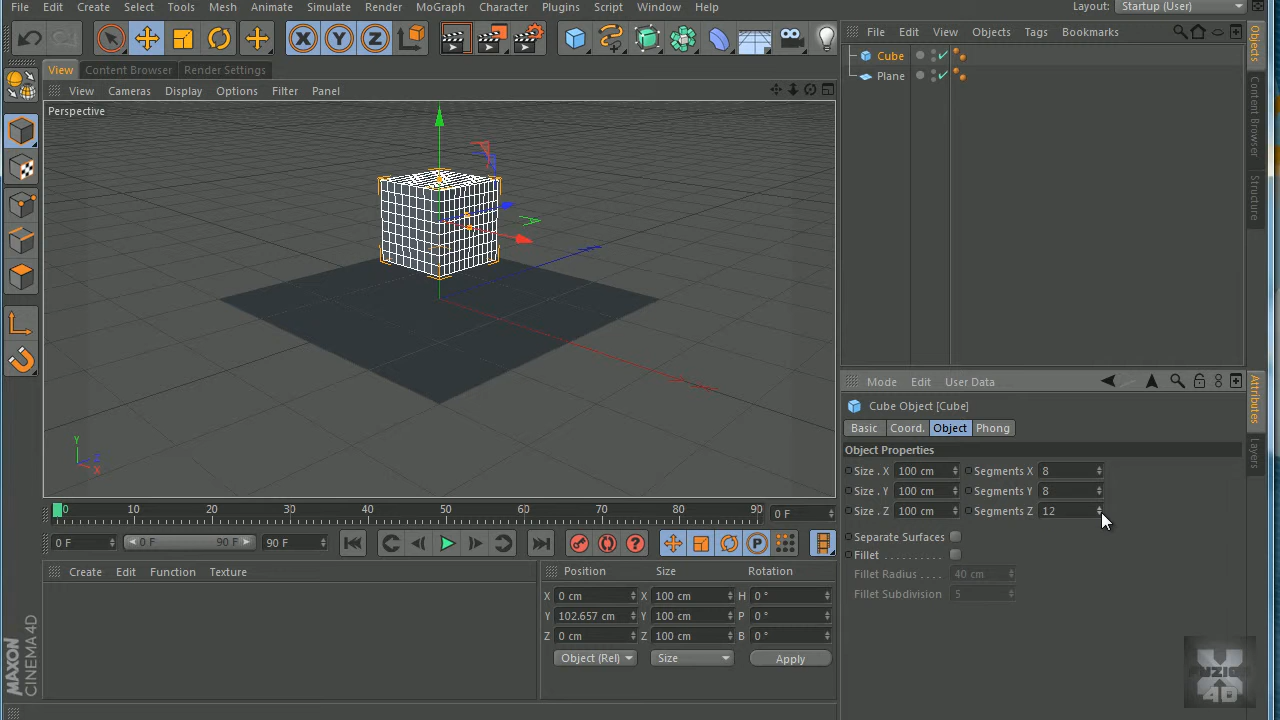 File Edit Create Select Tools Mesh Animate Simulate Render MoGraph Character Plugins Script Window Help Layout: Startup (User)
X Y Z
View Content Browser Render Settings
File Edit View Objects Tags Bookmarks
View Cameras Display Options Filter Panel
Perspective
Cube
Plane
Objects
Content Browser
Structure
Mode Edit User Data
Attributes
Layers
Cube Object [Cube]
Basic Coord. Object Phong
Object Properties
Size . X 100 cm Segments X 8
Size . Y 100 cm Segments Y 8
Size . Z 100 cm Segments Z 12
Separate Surfaces
Fillet . . . . . . . . . .
Fillet Radius . . . . 40 cm
Fillet Subdivision 5
Y
Z
X
0 10 20 30 40 50 60 70 80 90 0 F
0 F 0 F 90 F 90 F
P
Create Edit Function Texture
Position Size Rotation
X 0 cm X 100 cm H 0 °
Y 102.657 cm Y 100 cm P 0 °
Z 0 cm Z 100 cm B 0 °
Object (Rel) Size Apply
MAXON
CINEMA 4D
4D